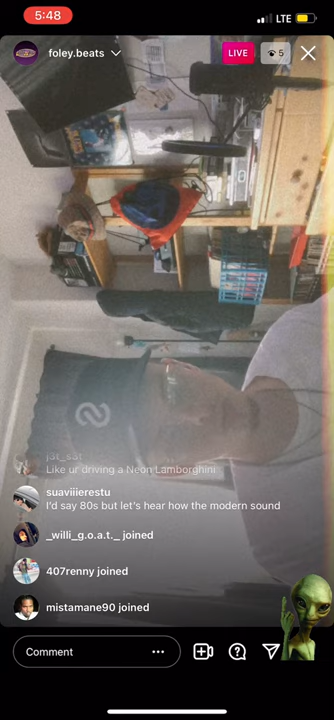 5:48
LTE
foley.beats
LIVE
5
jat_sat
Like ur driving a Neon Lamborghini
suaviiierestu
I'd say 80s but let's hear how the modern sound
_willi_g.o.a.t._ joined
407renny joined
mistamane90 joined
Comment